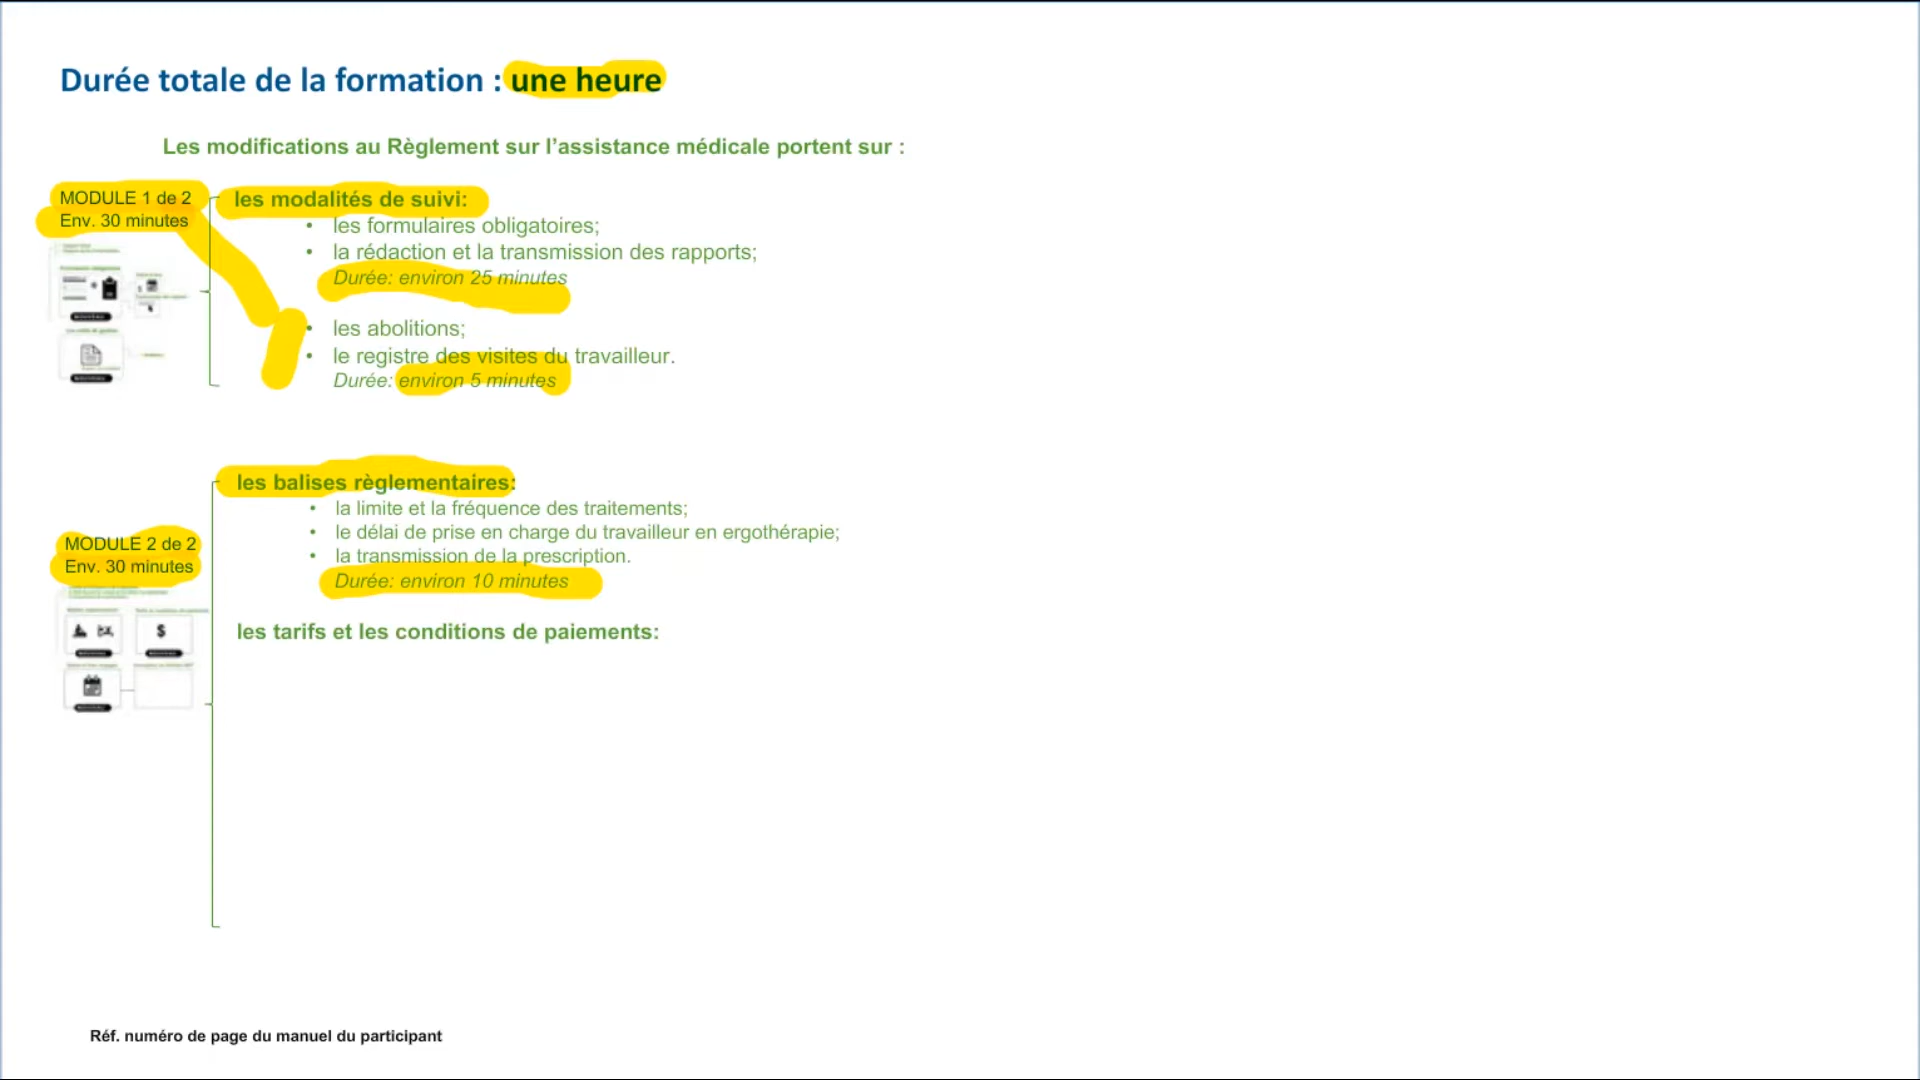 Durée totale de la formation : une heure
Les modifications au Règlement sur l’assistance médicale portent sur :
MODULE 1 de 2
Env. 30 minutes
les modalités de suivi:
• les formulaires obligatoires;
• la rédaction et la transmission des rapports;
Durée: environ 25 minutes
• les abolitions;
• le registre des visites du travailleur.
Durée: environ 5 minutes
MODULE 2 de 2
Env. 30 minutes
les balises règlementaires:
• la limite et la fréquence des traitements;
• le délai de prise en charge du travailleur en ergothérapie;
• la transmission de la prescription.
Durée: environ 10 minutes
$
les tarifs et les conditions de paiements:
Réf. numéro de page du manuel du participant